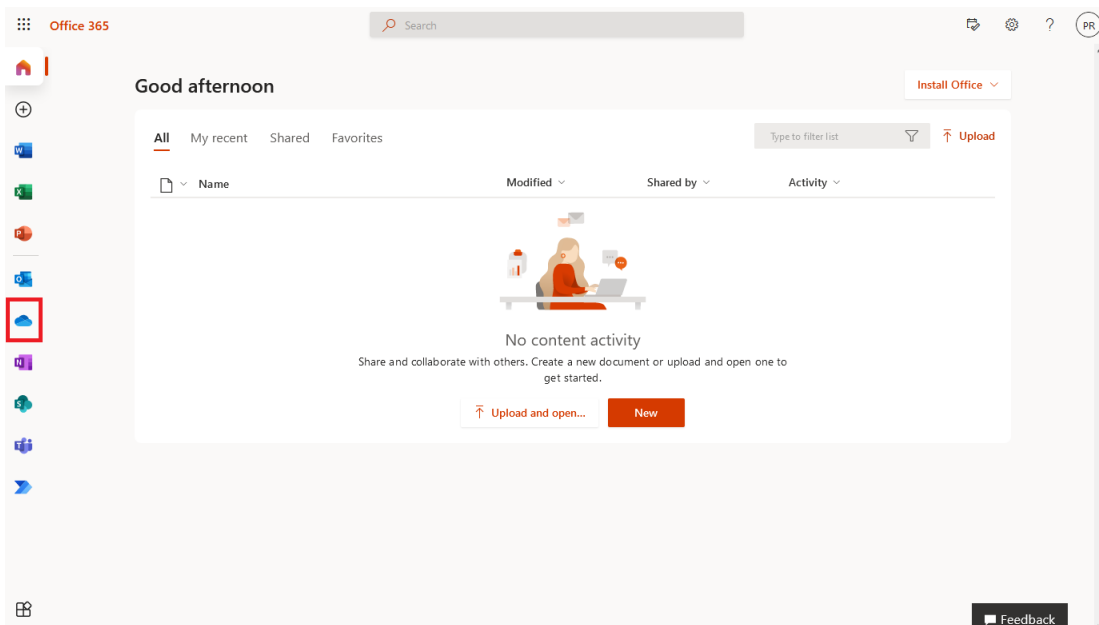 Office 365
Search
?
PR
Good afternoon
Install Office
All My recent Shared Favorites
Type to filter list
Upload
Name Modified Shared by Activity
No content activity
Share and collaborate with others. Create a new document or upload and open one to
get started.
Upload and open...
New
Feedback